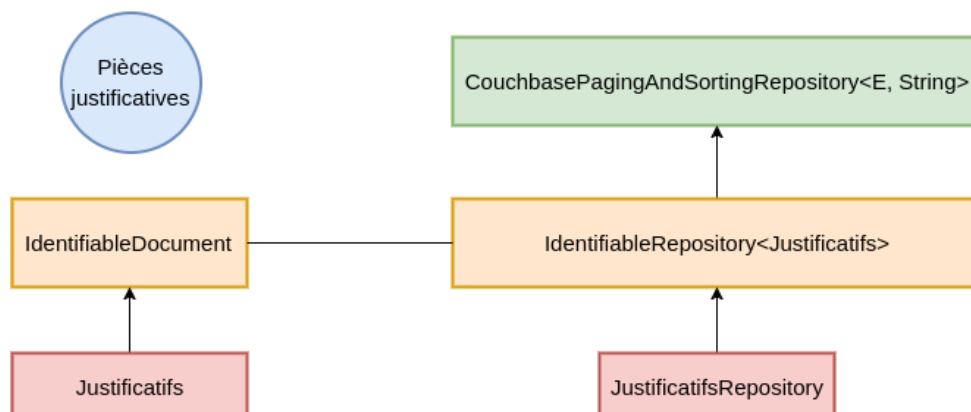 Pièces
justificatives
CouchbasePagingAndSortingRepository<E, String>
IdentifiableDocument
IdentifiableRepository<Justificatifs>
Justificatifs
JustificatifsRepository